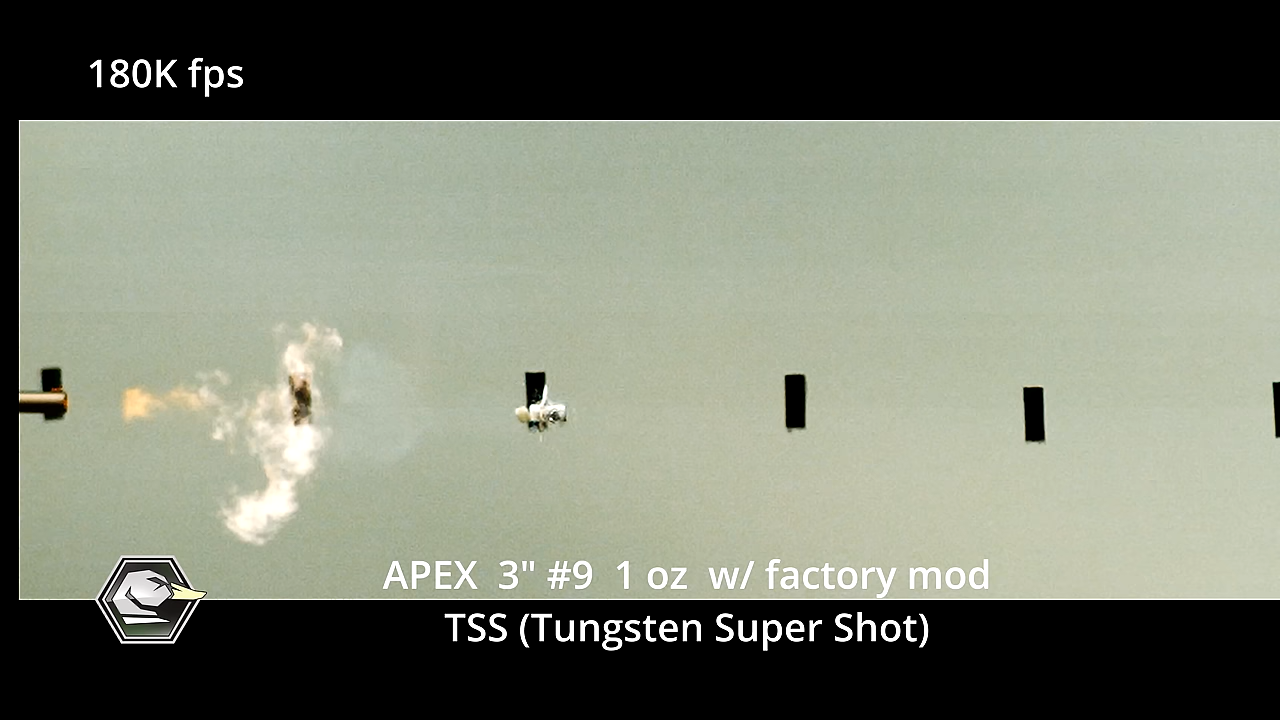 180K fps
APEX 3" #9 1 oz w/ factory mod
TSS (Tungsten Super Shot)